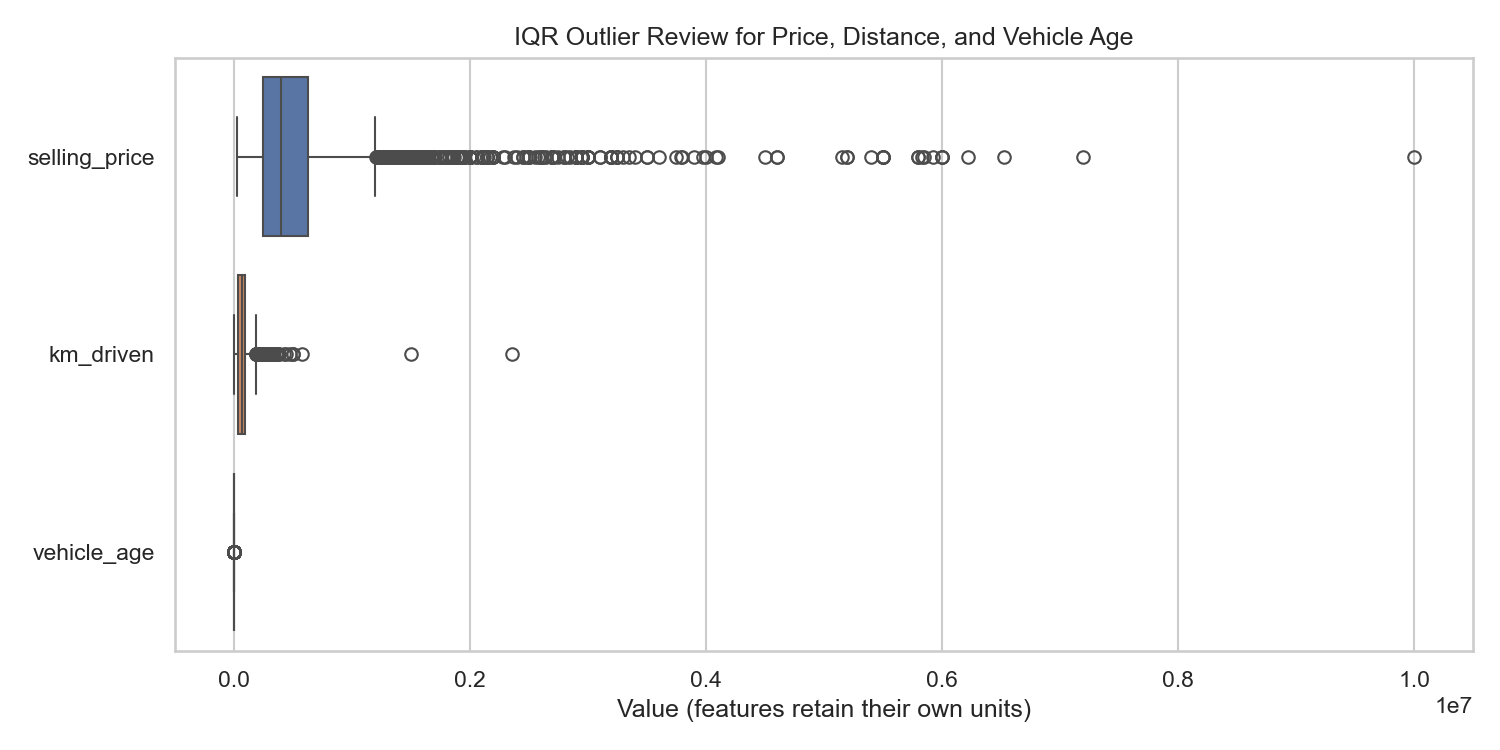 IQR Outlier Review for Price, Distance, and Vehicle Age
selling_price
km_driven
vehicle_age
0.0 0.2 0.4 0.6 0.8 1.0
1e7
Value (features retain their own units)